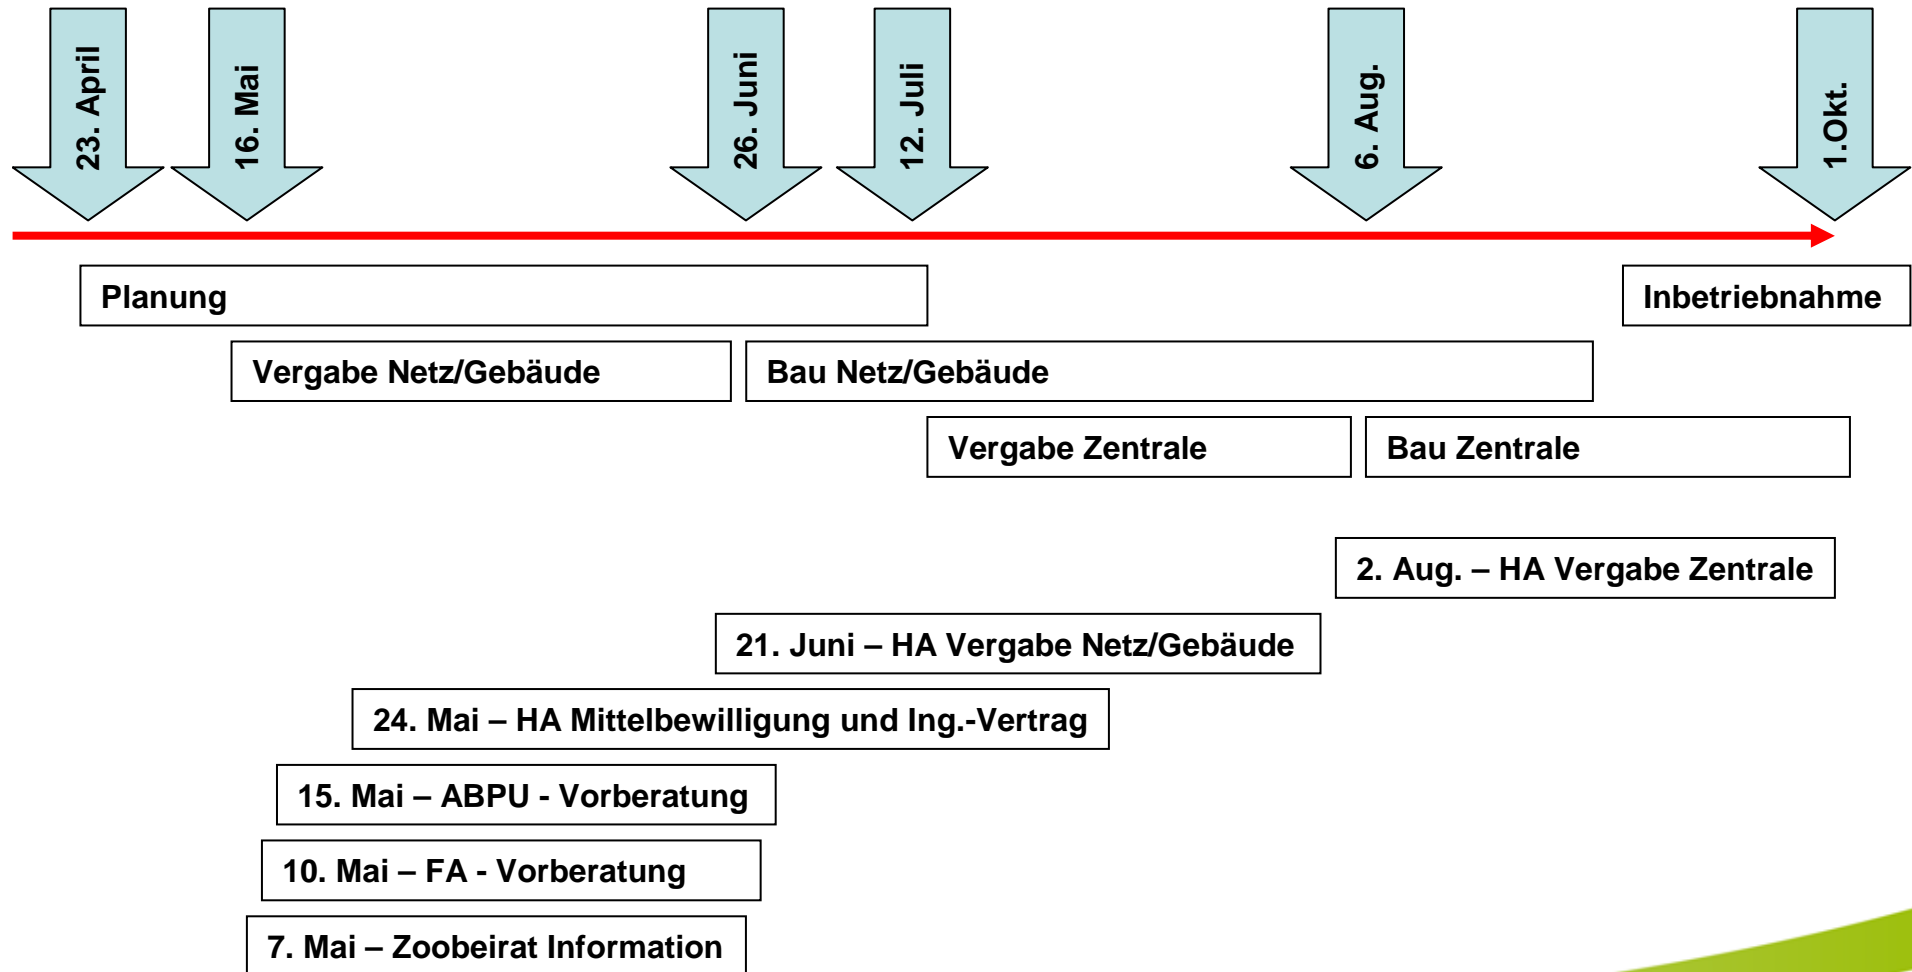 23. April
16. Mai
26. Juni
12. Juli
6. Aug.
1.Okt.
Planung
Inbetriebnahme
Vergabe Netz/Gebäude
Bau Netz/Gebäude
Vergabe Zentrale
Bau Zentrale
2. Aug. – HA Vergabe Zentrale
21. Juni – HA Vergabe Netz/Gebäude
24. Mai – HA Mittelbewilligung und Ing.-Vertrag
15. Mai – ABPU - Vorberatung
10. Mai – FA - Vorberatung
7. Mai – Zoobeirat Information